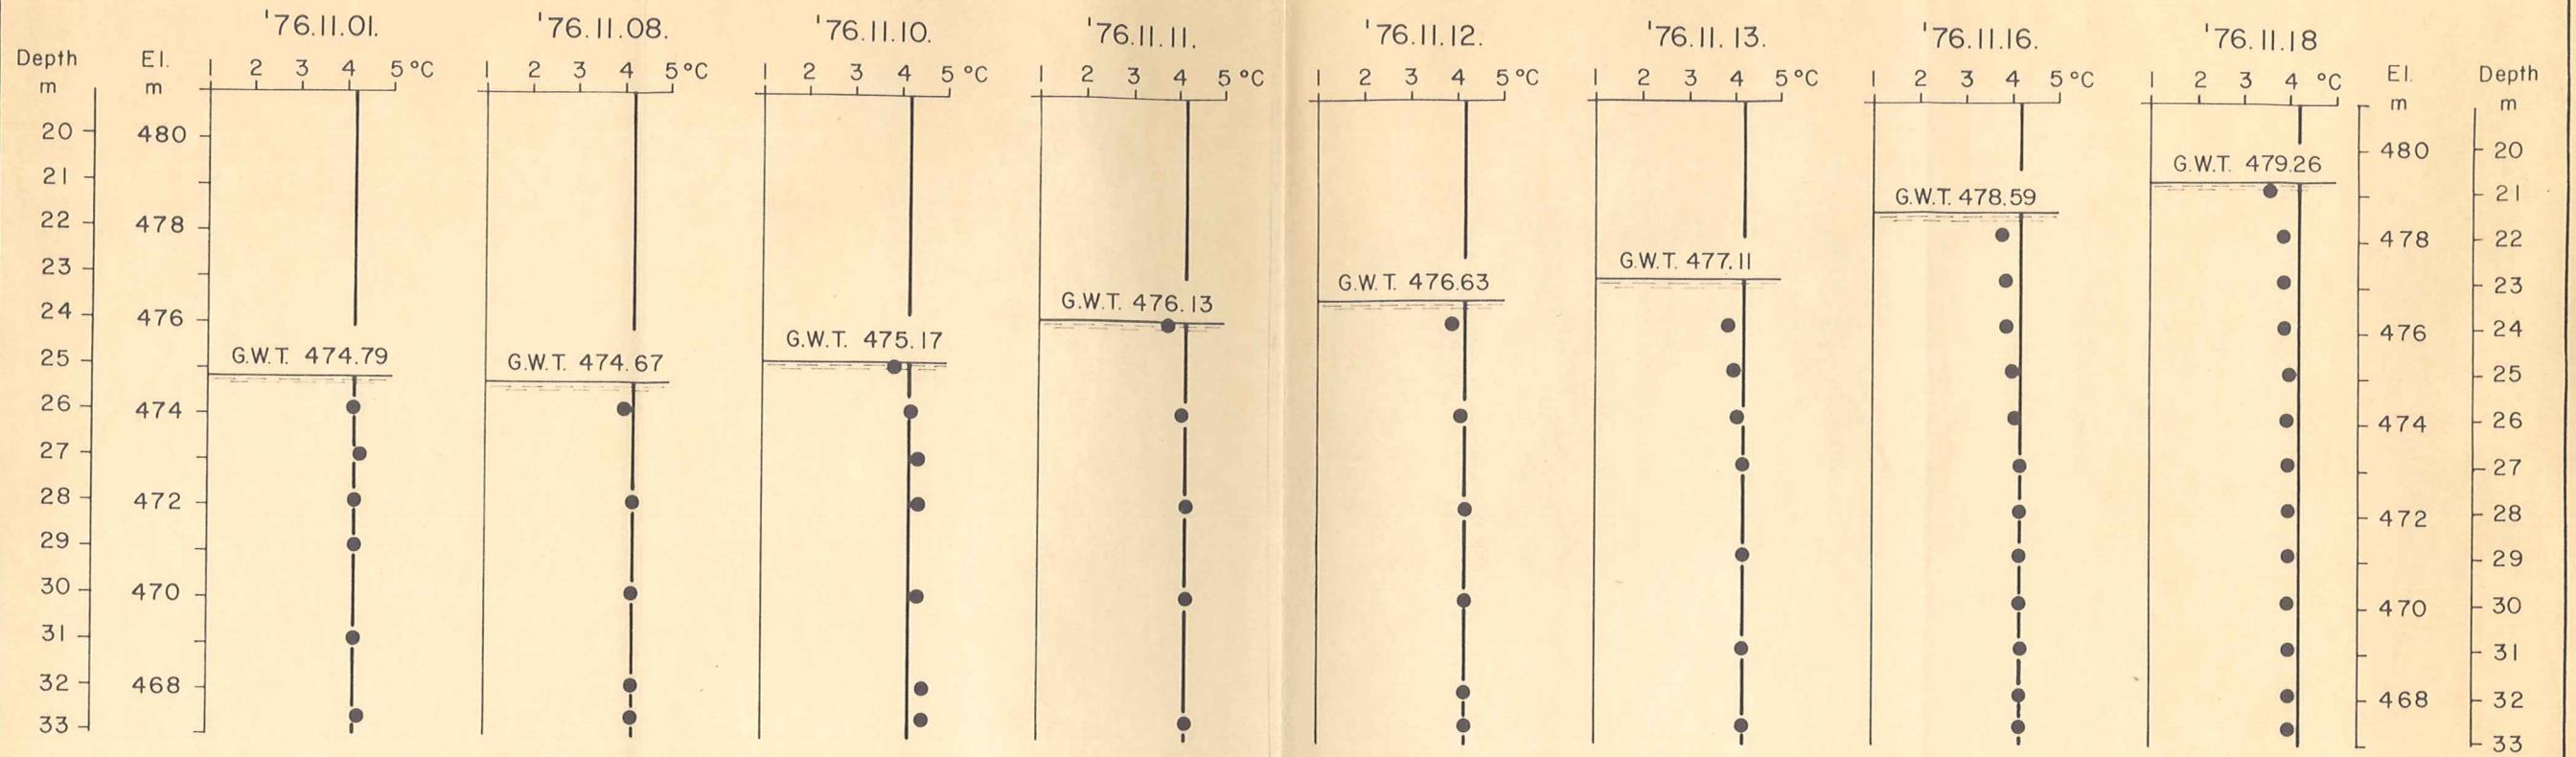 '76.11.01. '76.11.08. '76.11.10. '76.11.11. '76.11.12. '76.11.13. '76.11.16. '76.11.18
Depth El. 1 2 3 4 5 °C 1 2 3 4 5 °C 1 2 3 4 5 °C 1 2 3 4 5 °C 1 2 3 4 5 °C 1 2 3 4 5 °C 1 2 3 4 5 °C 1 2 3 4 °C El. Depth
m m m m
20 480 480 20
21 G.W.T. 479.26 21
22 478 G.W.T. 478.59 478 22
23 G.W.T. 477.11 23
24 476 G.W.T. 476.13 G.W.T. 476.63 476 24
25 G.W.T. 474.79 G.W.T. 474.67 G.W.T. 475.17 25
26 474 474 26
27 27
28 472 472 28
29 29
30 470 470 30
31 31
32 468 468 32
33 33